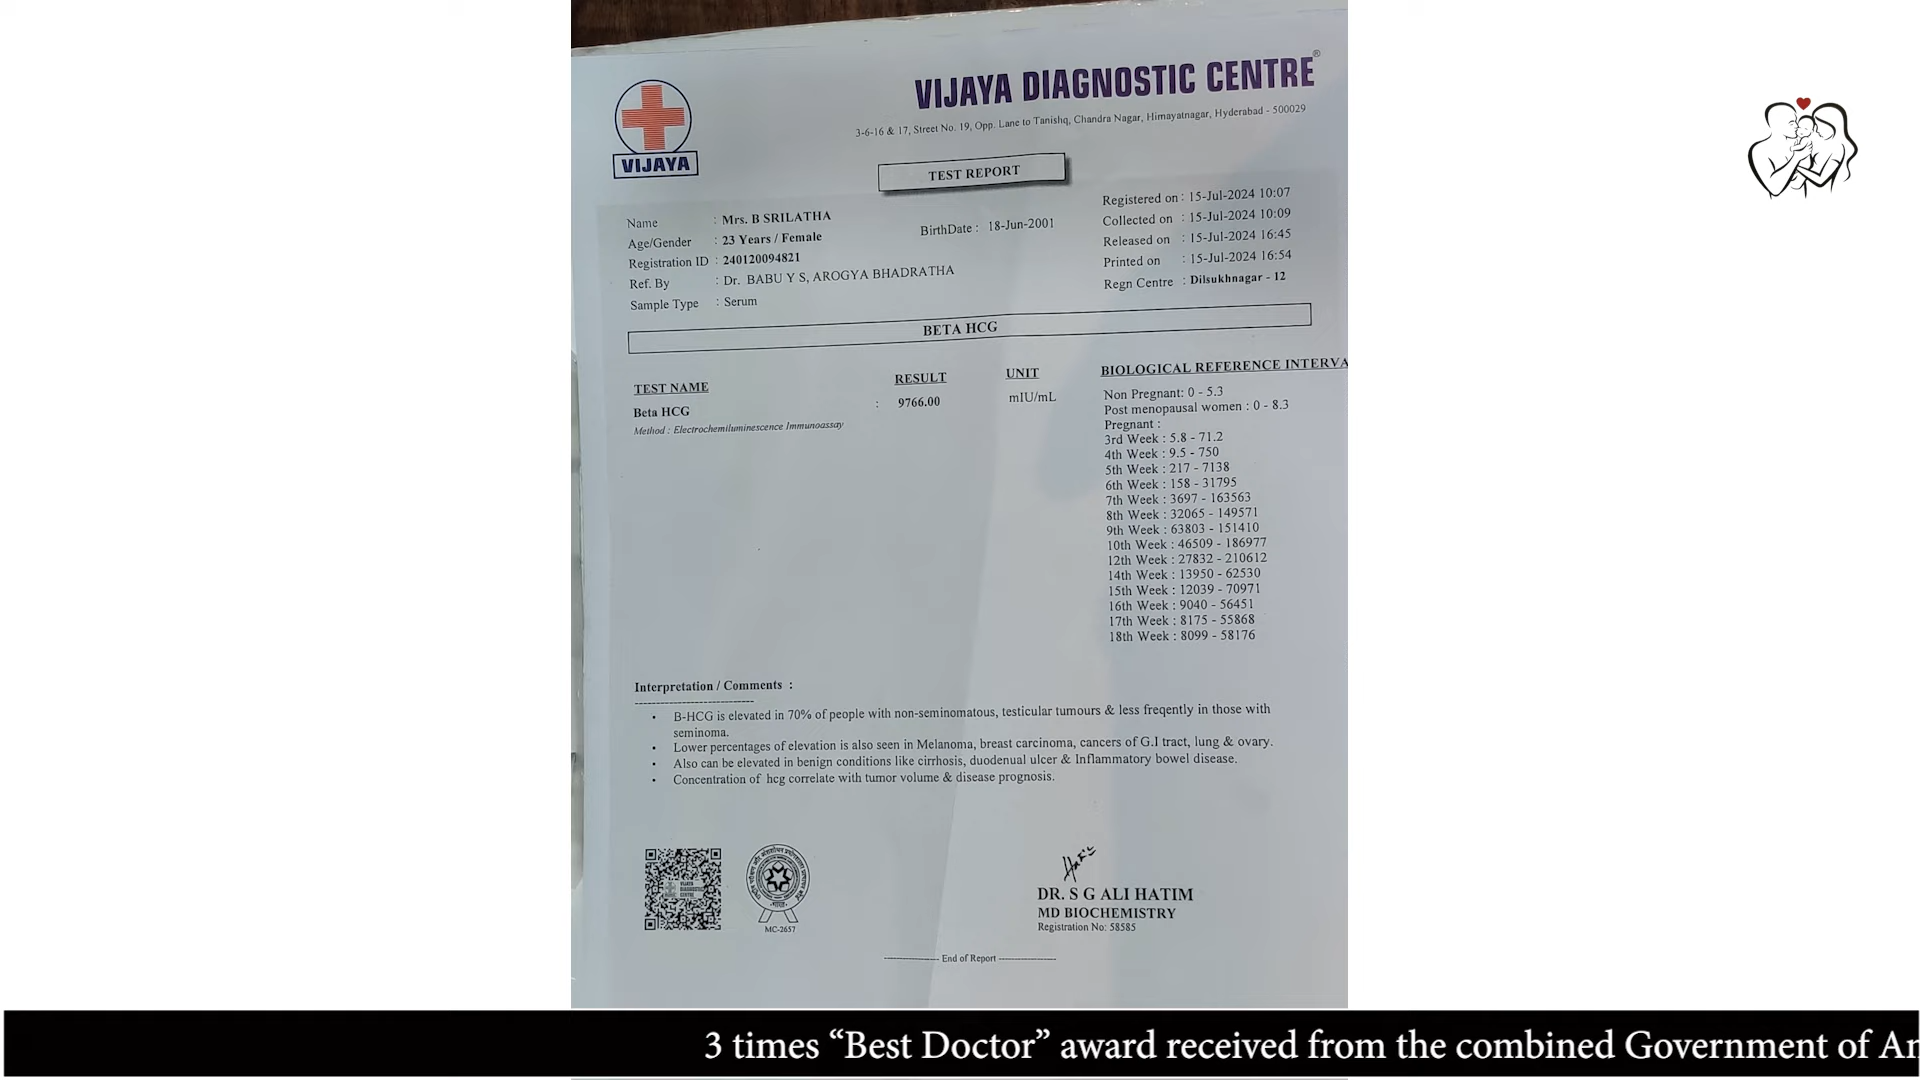 VIJAYA DIAGNOSTIC CENTRE®
3-6-16 & 17, Street No. 19, Opp. Lane to Tanishq, Chandra Nagar, Himayatnagar, Hyderabad - 500029
VIJAYA
TEST REPORT
Name : Mrs. B SRILATHA
Age/Gender : 23 Years / Female
Registration ID : 240120094821
Ref. By : Dr. BABU Y S, AROGYA BHADRATHA
Sample Type : Serum
BirthDate : 18-Jun-2001
Registered on : 15-Jul-2024 10:07
Collected on : 15-Jul-2024 10:09
Released on : 15-Jul-2024 16:45
Printed on : 15-Jul-2024 16:54
Regn Centre : Dilsukhnagar - 12
BETA HCG
TEST NAME RESULT UNIT BIOLOGICAL REFERENCE INTERVA
Beta HCG : 9766.00 mIU/mL
Method : Electrochemiluminescence Immunoassay
Non Pregnant: 0 - 5.3
Post menopausal women : 0 - 8.3
Pregnant :
3rd Week : 5.8 - 71.2
4th Week : 9.5 - 750
5th Week : 217 - 7138
6th Week : 158 - 31795
7th Week : 3697 - 163563
8th Week : 32065 - 149571
9th Week : 63803 - 151410
10th Week : 46509 - 186977
12th Week : 27832 - 210612
14th Week : 13950 - 62530
15th Week : 12039 - 70971
16th Week : 9040 - 56451
17th Week : 8175 - 55868
18th Week : 8099 - 58176
Interpretation / Comments :
• B-HCG is elevated in 70% of people with non-seminomatous, testicular tumours & less freqently in those with
seminoma.
• Lower percentages of elevation is also seen in Melanoma, breast carcinoma, cancers of G.I tract, lung & ovary.
• Also can be elevated in benign conditions like cirrhosis, duodenual ulcer & Inflammatory bowel disease.
• Concentration of hcg correlate with tumor volume & disease prognosis.
VIJAYA DIAGNOSTIC CENTRE
MC-2657
DR. S G ALI HATIM
MD BIOCHEMISTRY
Registration No: 58585
End of Report
3 times “Best Doctor” award received from the combined Government of An